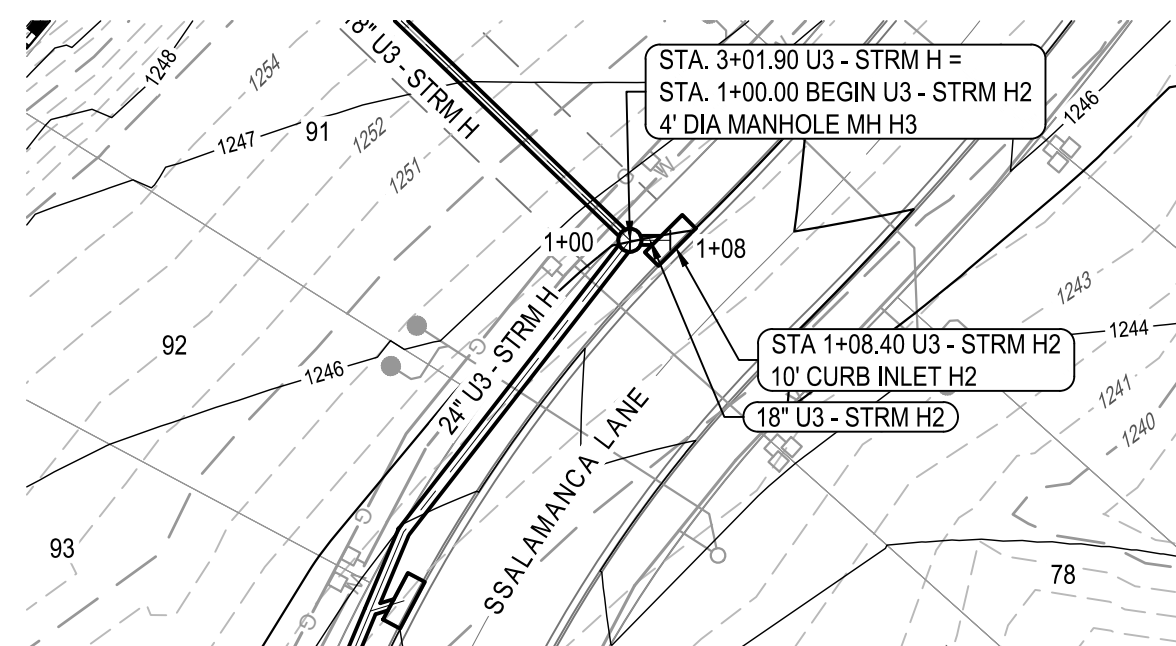 STA. 3+01.90 U3 - STRM H =
STA. 1+00.00 BEGIN U3 - STRM H2
4' DIA MANHOLE MH H3
8" U3 - STRM H
1248
1254
1247
91
1252
1251
1246
W
1+00
1+08
1243
1244
STA 1+08.40 U3 - STRM H2
10' CURB INLET H2
18" U3 - STRM H2
1241
1240
92
1246
G
24" U3 - STRM H
SSALAMANCA LANE
G
W
G
93
78